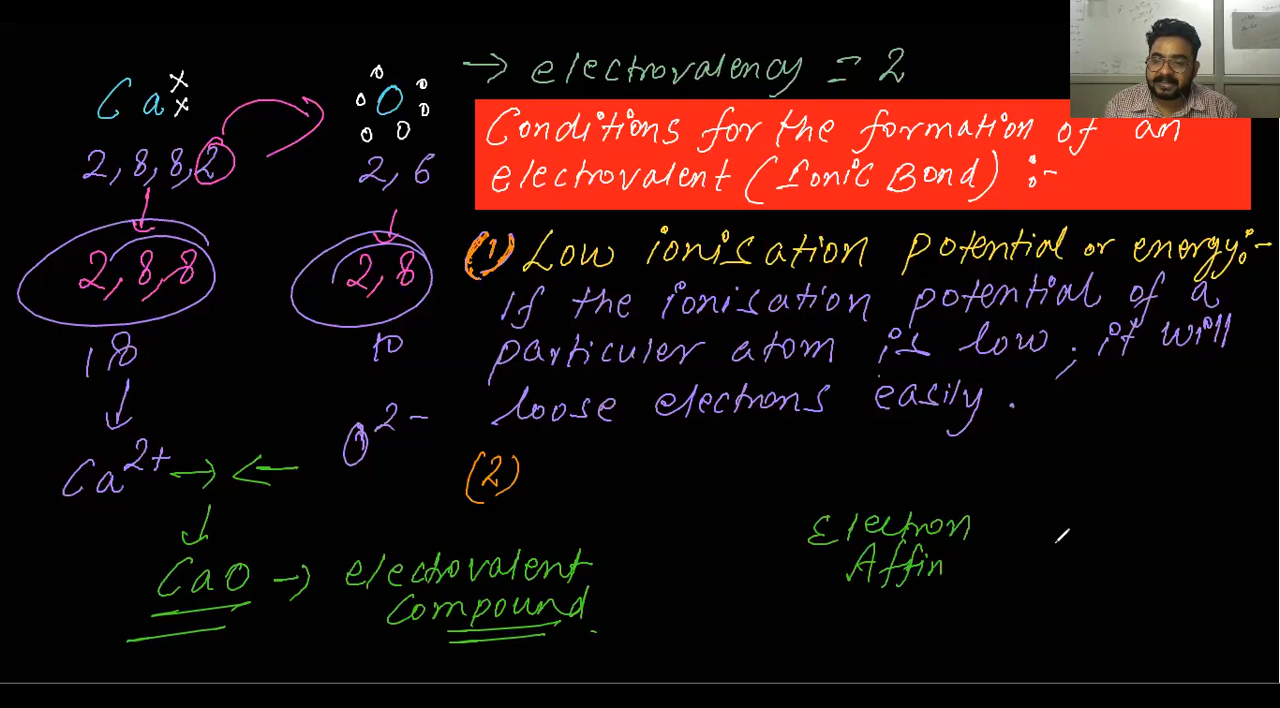 Ca
2, 8, 8, 2
2, 8, 8
18
Ca2+ → ←
CaO → electrovalent
compound.
O
2, 6
2, 8
10
O2-
→ electrovalency = 2
Conditions for the formation of an
electrovalent (Ionic Bond) :-
(1) Low ionisation potential or energy:-
If the ionisation potential of a
particuler atom is low, it will
loose electrons easily.
(2)
Electron
Affin